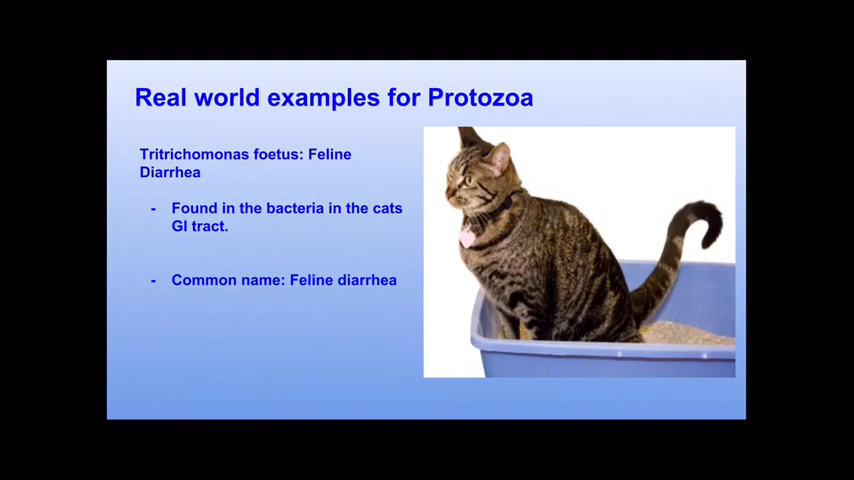 Real world examples for Protozoa
Tritrichomonas foetus: Feline
Diarrhea
- Found in the bacteria in the cats
GI tract.
- Common name: Feline diarrhea